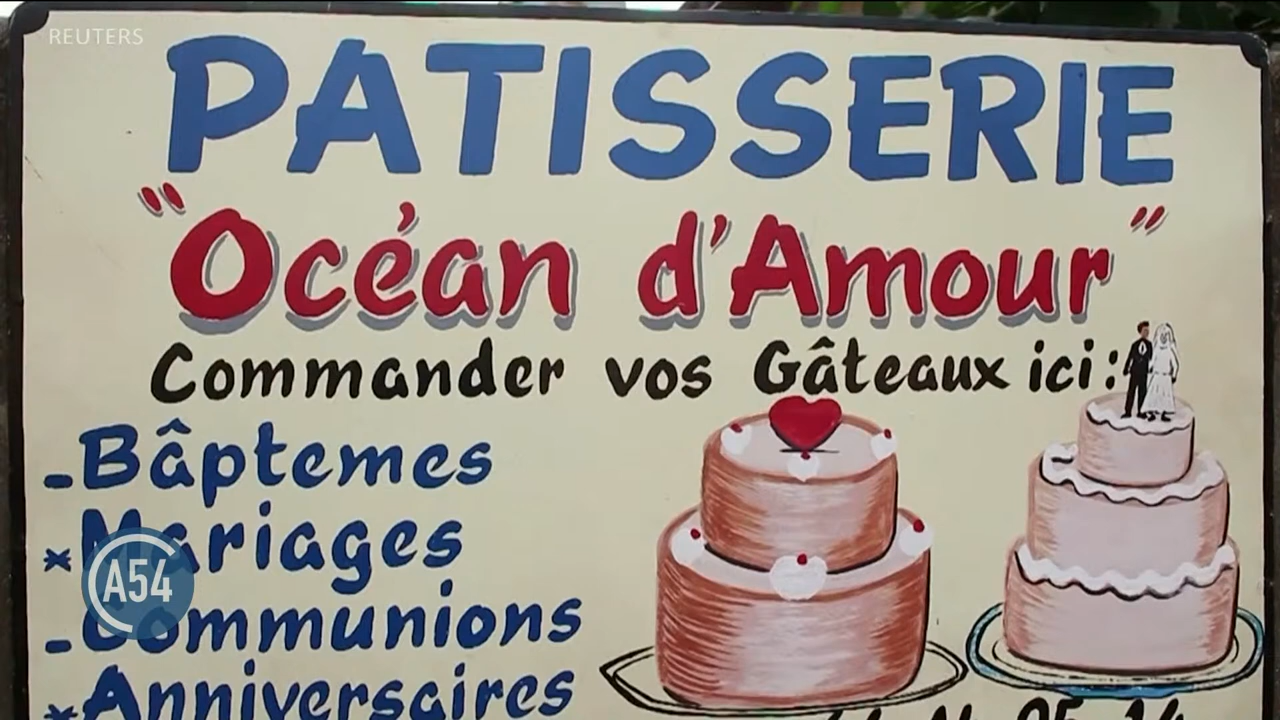 REUTERS
PATISSERIE
"Océan d'Amour"
Commander vos Gâteaux ici:
-Bâptemes
*Mariages
A54
-Communions
*Anniversaires